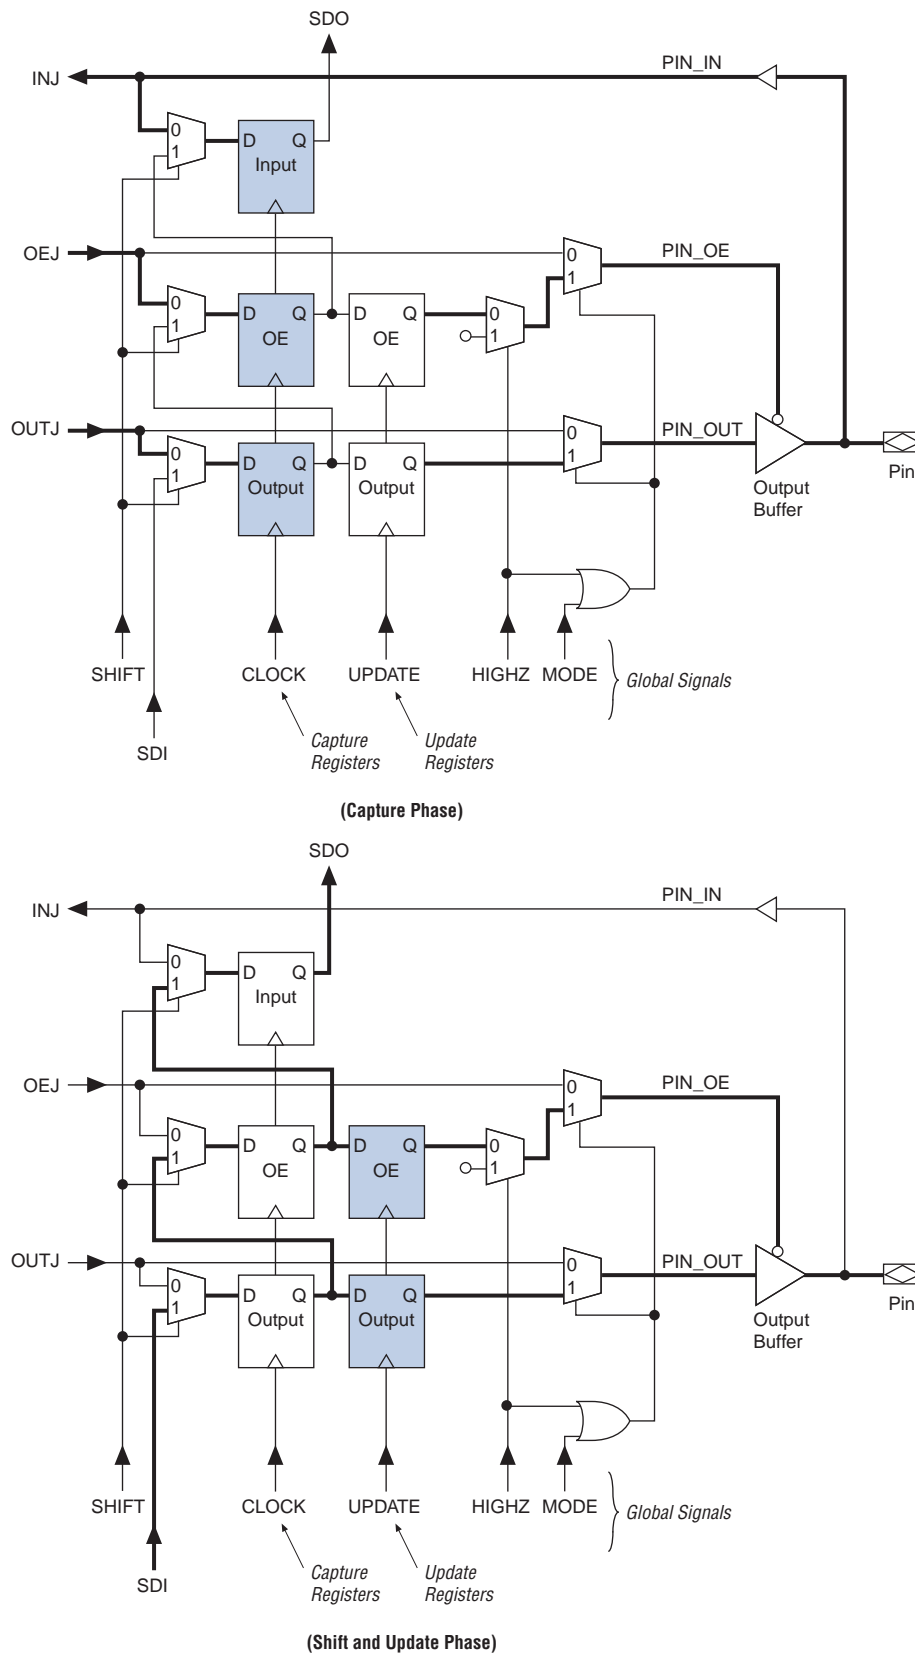 SDO
INJ
PIN_IN
0
1
D Q
Input
OEJ
0
1
PIN_OE
0
1
D Q
OE
D Q
OE
0
1
OUTJ
0
1
PIN_OUT
0
1
D Q
Output
D Q
Output
Pin
Output
Buffer
SHIFT
CLOCK
UPDATE
HIGHZ
MODE
Global Signals
SDI
Capture
Registers
Update
Registers
(Capture Phase)
SDO
INJ
PIN_IN
0
1
D Q
Input
OEJ
0
1
PIN_OE
0
1
D Q
OE
D Q
OE
0
1
OUTJ
0
1
PIN_OUT
0
1
D Q
Output
D Q
Output
Pin
Output
Buffer
SHIFT
CLOCK
UPDATE
HIGHZ
MODE
Global Signals
SDI
Capture
Registers
Update
Registers
(Shift and Update Phase)